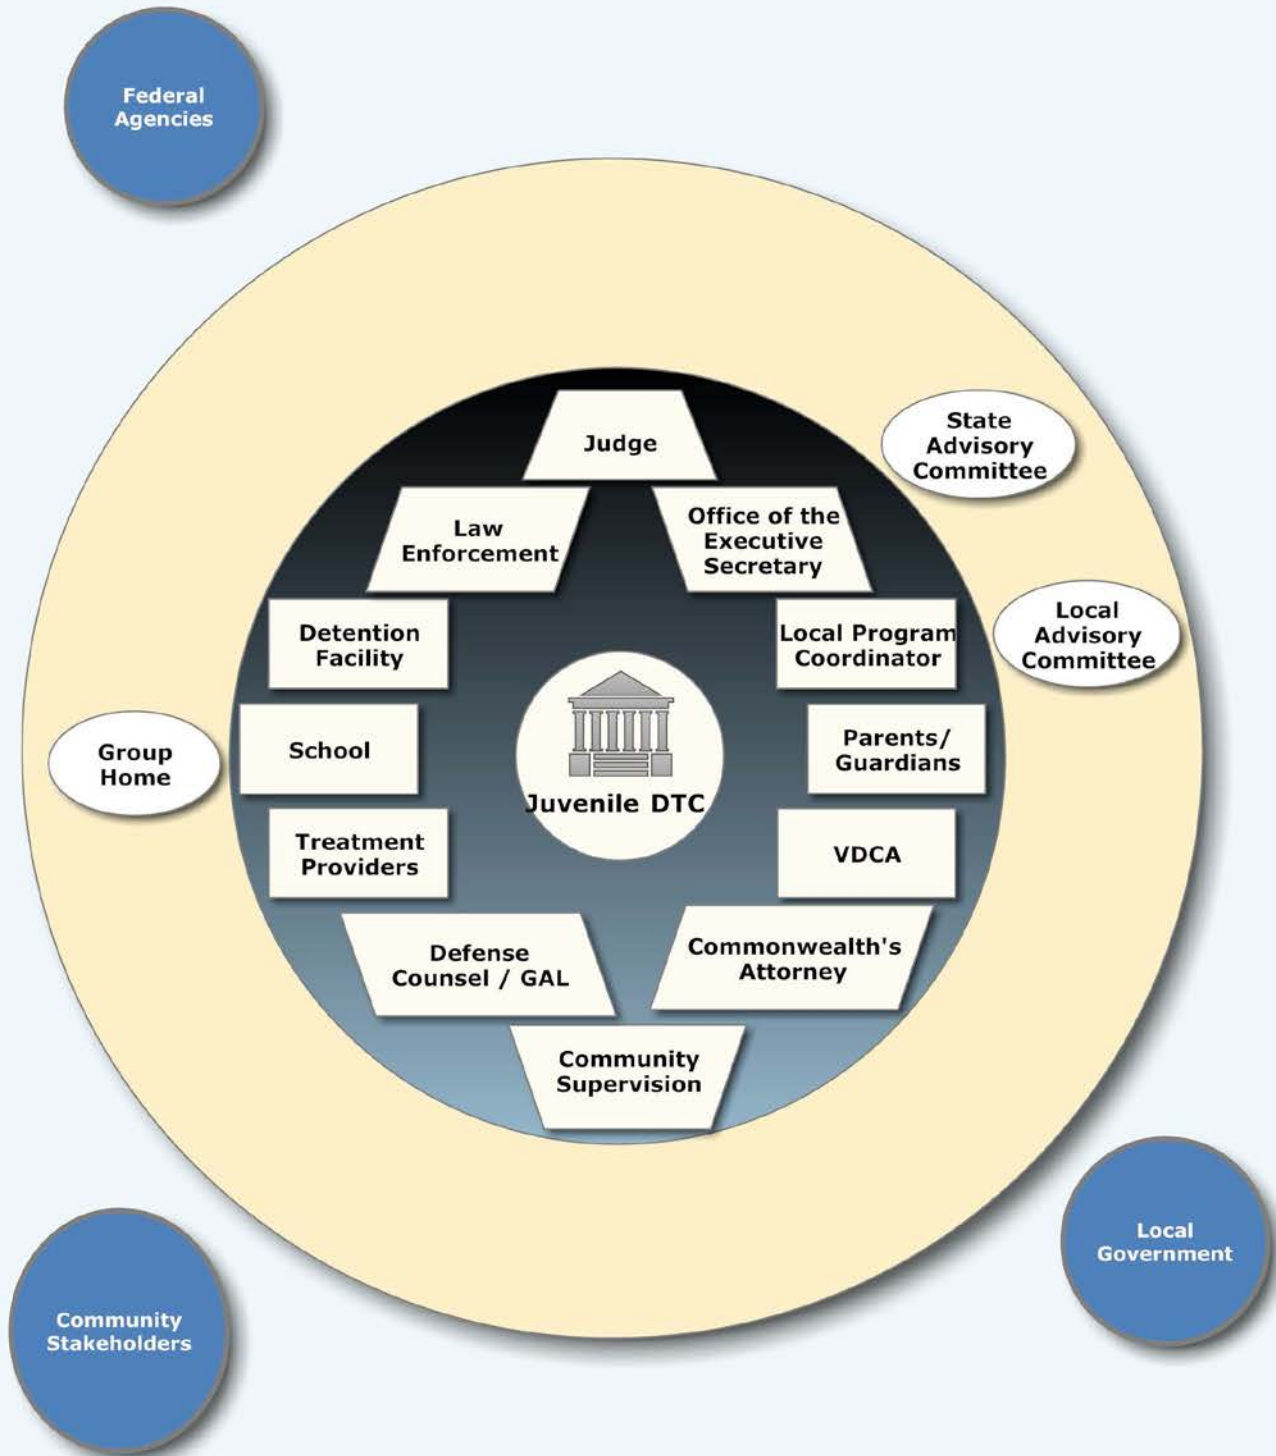 Federal
Agencies
Judge
State
Advisory
Committee
Law
Enforcement
Office of the
Executive
Secretary
Detention
Facility
Local Program
Coordinator
Local
Advisory
Committee
Group
Home
School
Juvenile DTC
Parents/
Guardians
Treatment
Providers
VDCA
Defense
Counsel / GAL
Commonwealth's
Attorney
Community
Supervision
Local
Government
Community
Stakeholders